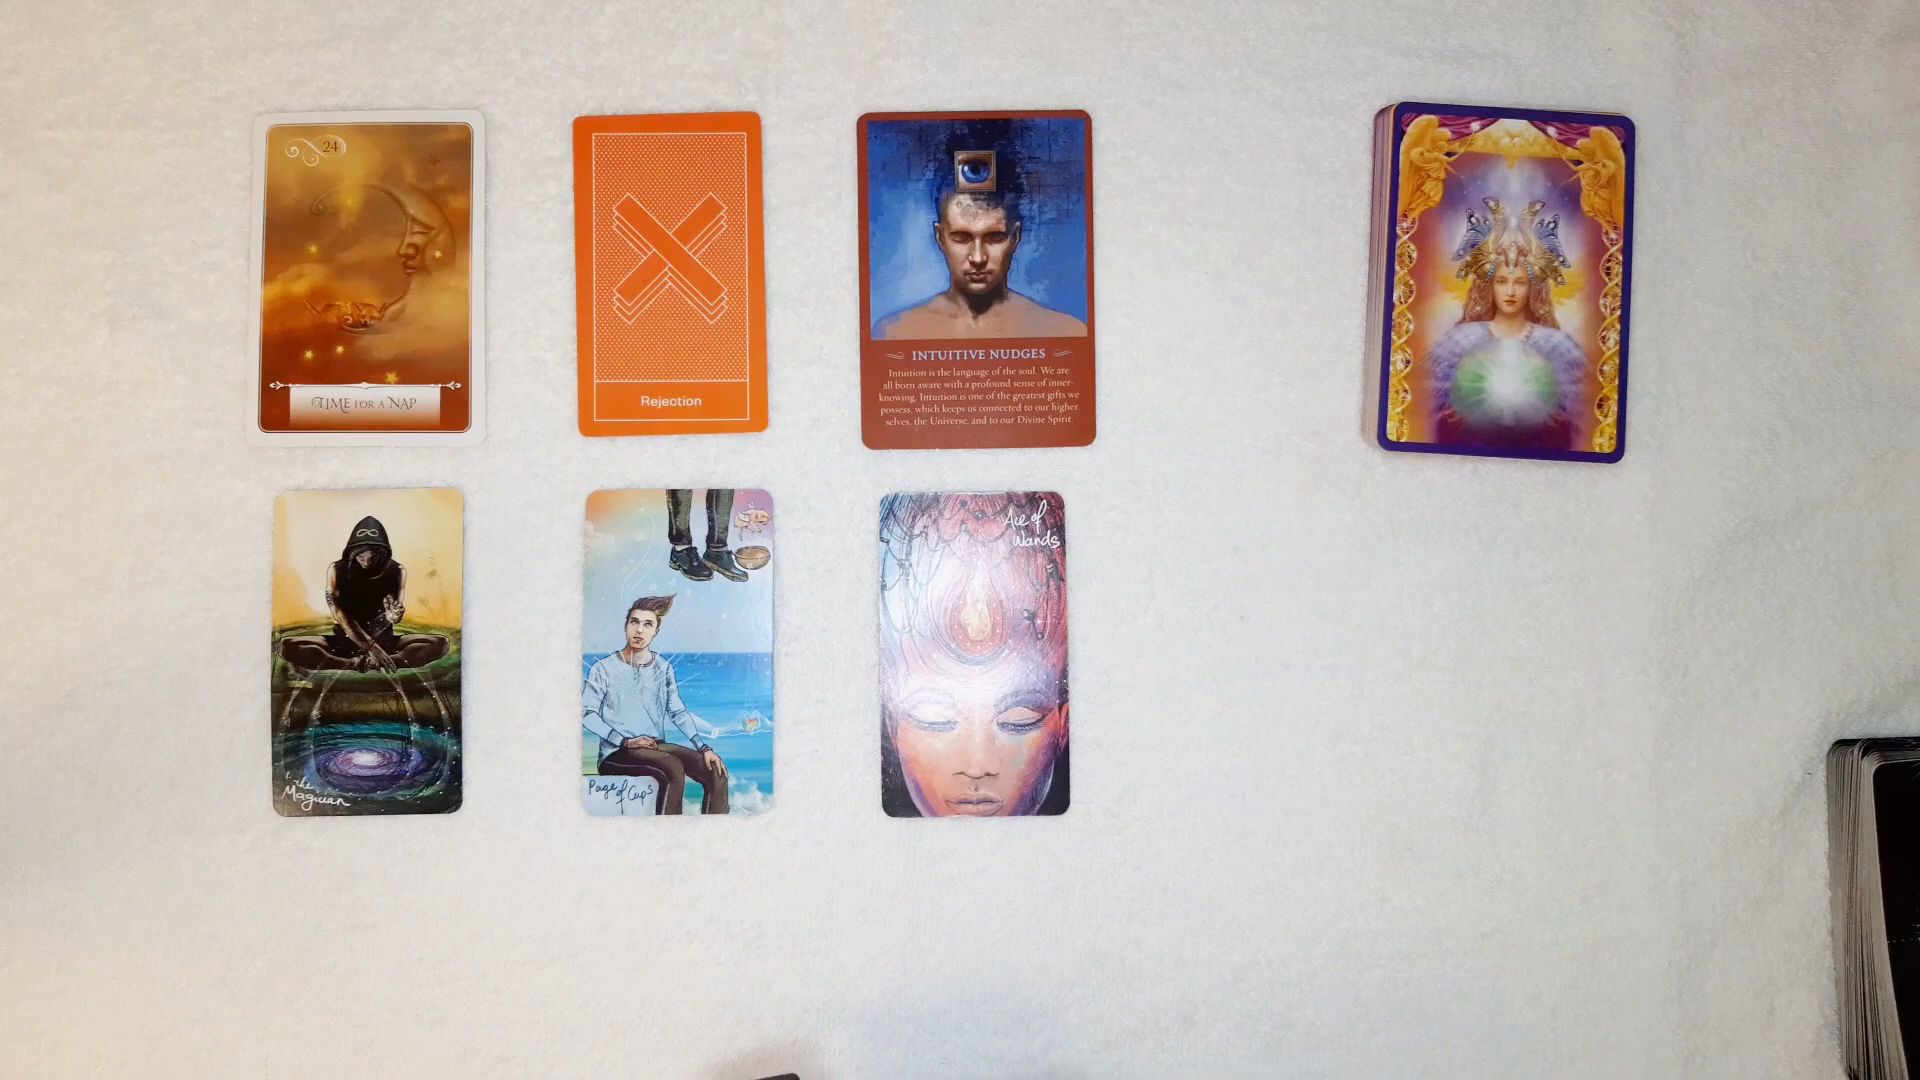 24
TIME FOR A NAP
Rejection
INTUITIVE NUDGES
Intuition is the language of the soul. We are
all born aware with a profound sense of inner-
knowing. Intuition is one of the greatest gifts we
possess, which keeps us connected to our higher
selves, the Universe, and to our Divine Spirit.
I the
Magician
Page of Cups
Ace of
Wands